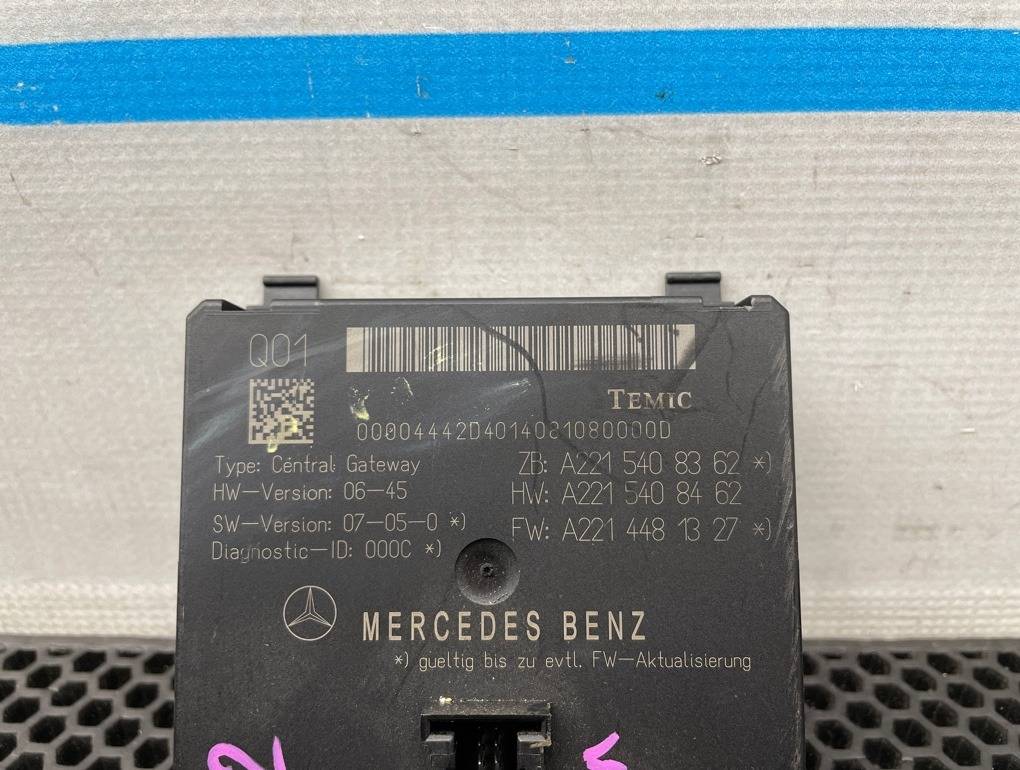 Q01
TEMIC
00004442D4014081080000D
Type: Central Gateway
ZB: A221 540 83 62 *)
HW-Version: 06-45
HW: A221 540 84 62
SW-Version: 07-05-0 *)
FW: A221 448 13 27 *)
Diagnostic-ID: 000C *)
MERCEDES BENZ
*) gueltig bis zu evtl. FW-Aktualisierung